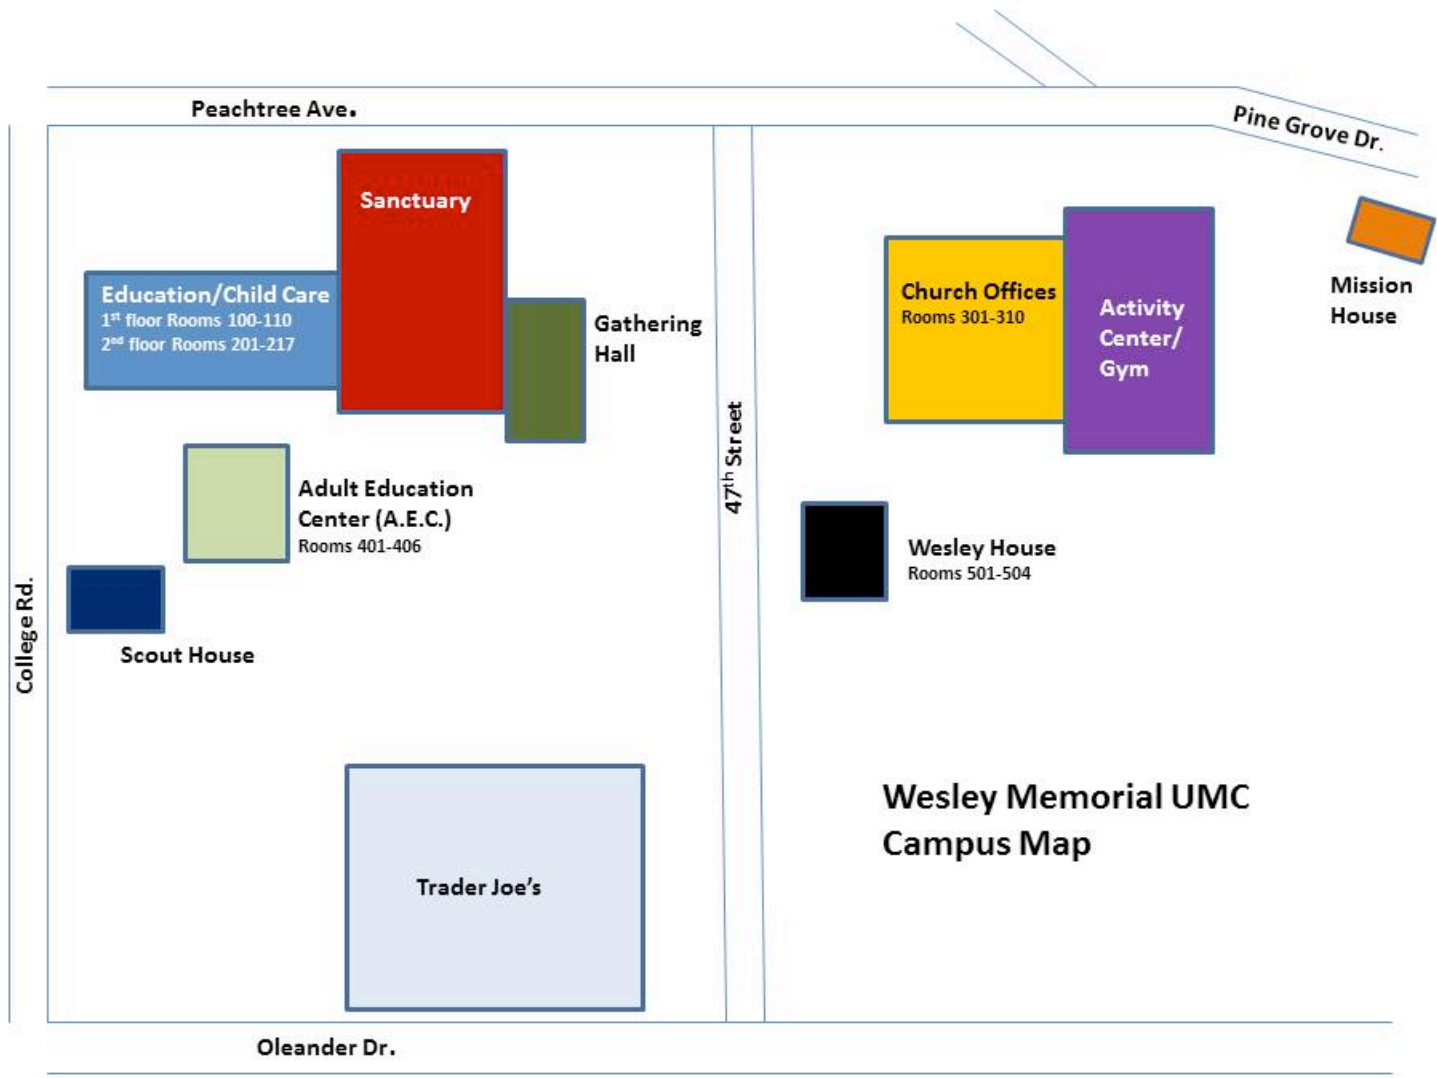 Peachtree Ave.
Pine Grove Dr.
Sanctuary
Education/Child Care
1st floor Rooms 100-110
2nd floor Rooms 201-217
Gathering
Hall
Church Offices
Rooms 301-310
Activity
Center/
Gym
Mission
House
47th Street
Adult Education
Center (A.E.C.)
Rooms 401-406
Wesley House
Rooms 501-504
College Rd.
Scout House
Wesley Memorial UMC
Campus Map
Trader Joe’s
Oleander Dr.